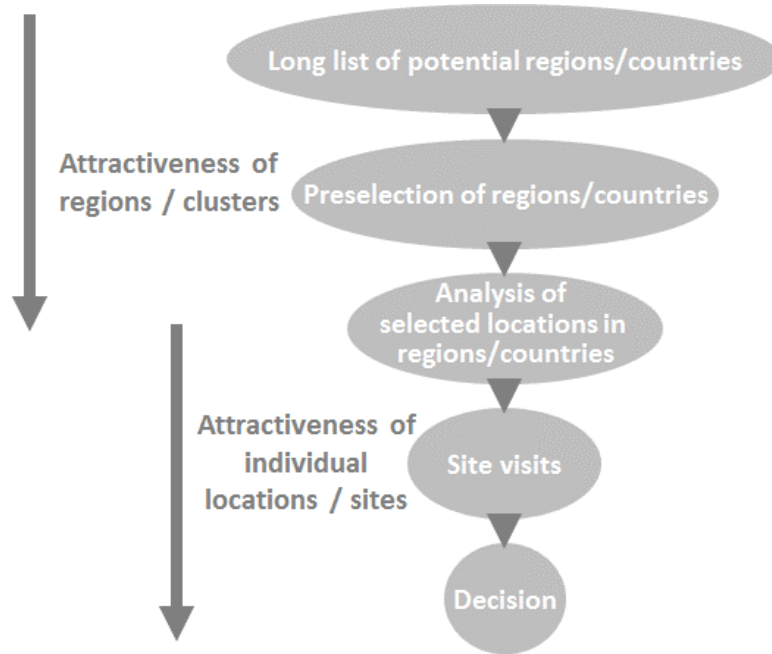 Long list of potential regions/countries
Attractiveness of
regions / clusters
Preselection of regions/countries
Analysis of
selected locations in
regions/countries
Attractiveness of
individual
locations / sites
Site visits
Decision